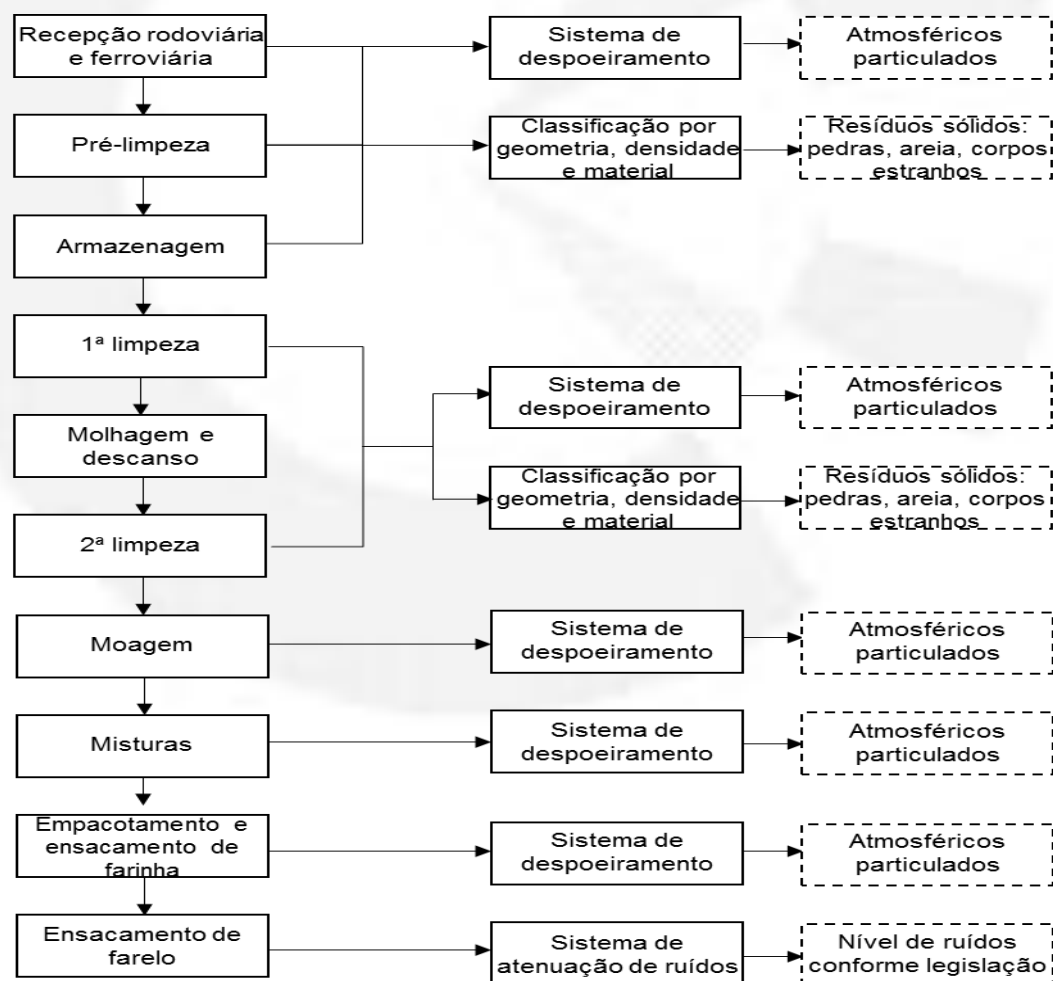 Recepção rodoviária
e ferroviária
Sistema de
despoeiramento
Atmosféricos
particulados
Pré-limpeza
Classificação por
geometria, densidade
e material
Resíduos sólidos:
pedras, areia, corpos
estranhos
Armazenagem
1ª limpeza
Sistema de
despoeiramento
Atmosféricos
particulados
Molhagem e
descanso
Classificação por
geometria, densidade
e material
Resíduos sólidos:
pedras, areia, corpos
estranhos
2ª limpeza
Moagem
Sistema de
despoeiramento
Atmosféricos
particulados
Misturas
Sistema de
despoeiramento
Atmosféricos
particulados
Empacotamento e
ensacamento de
farinha
Sistema de
despoeiramento
Atmosféricos
particulados
Ensacamento de
farelo
Sistema de
atenuação de ruídos
Nível de ruídos
conforme legislação